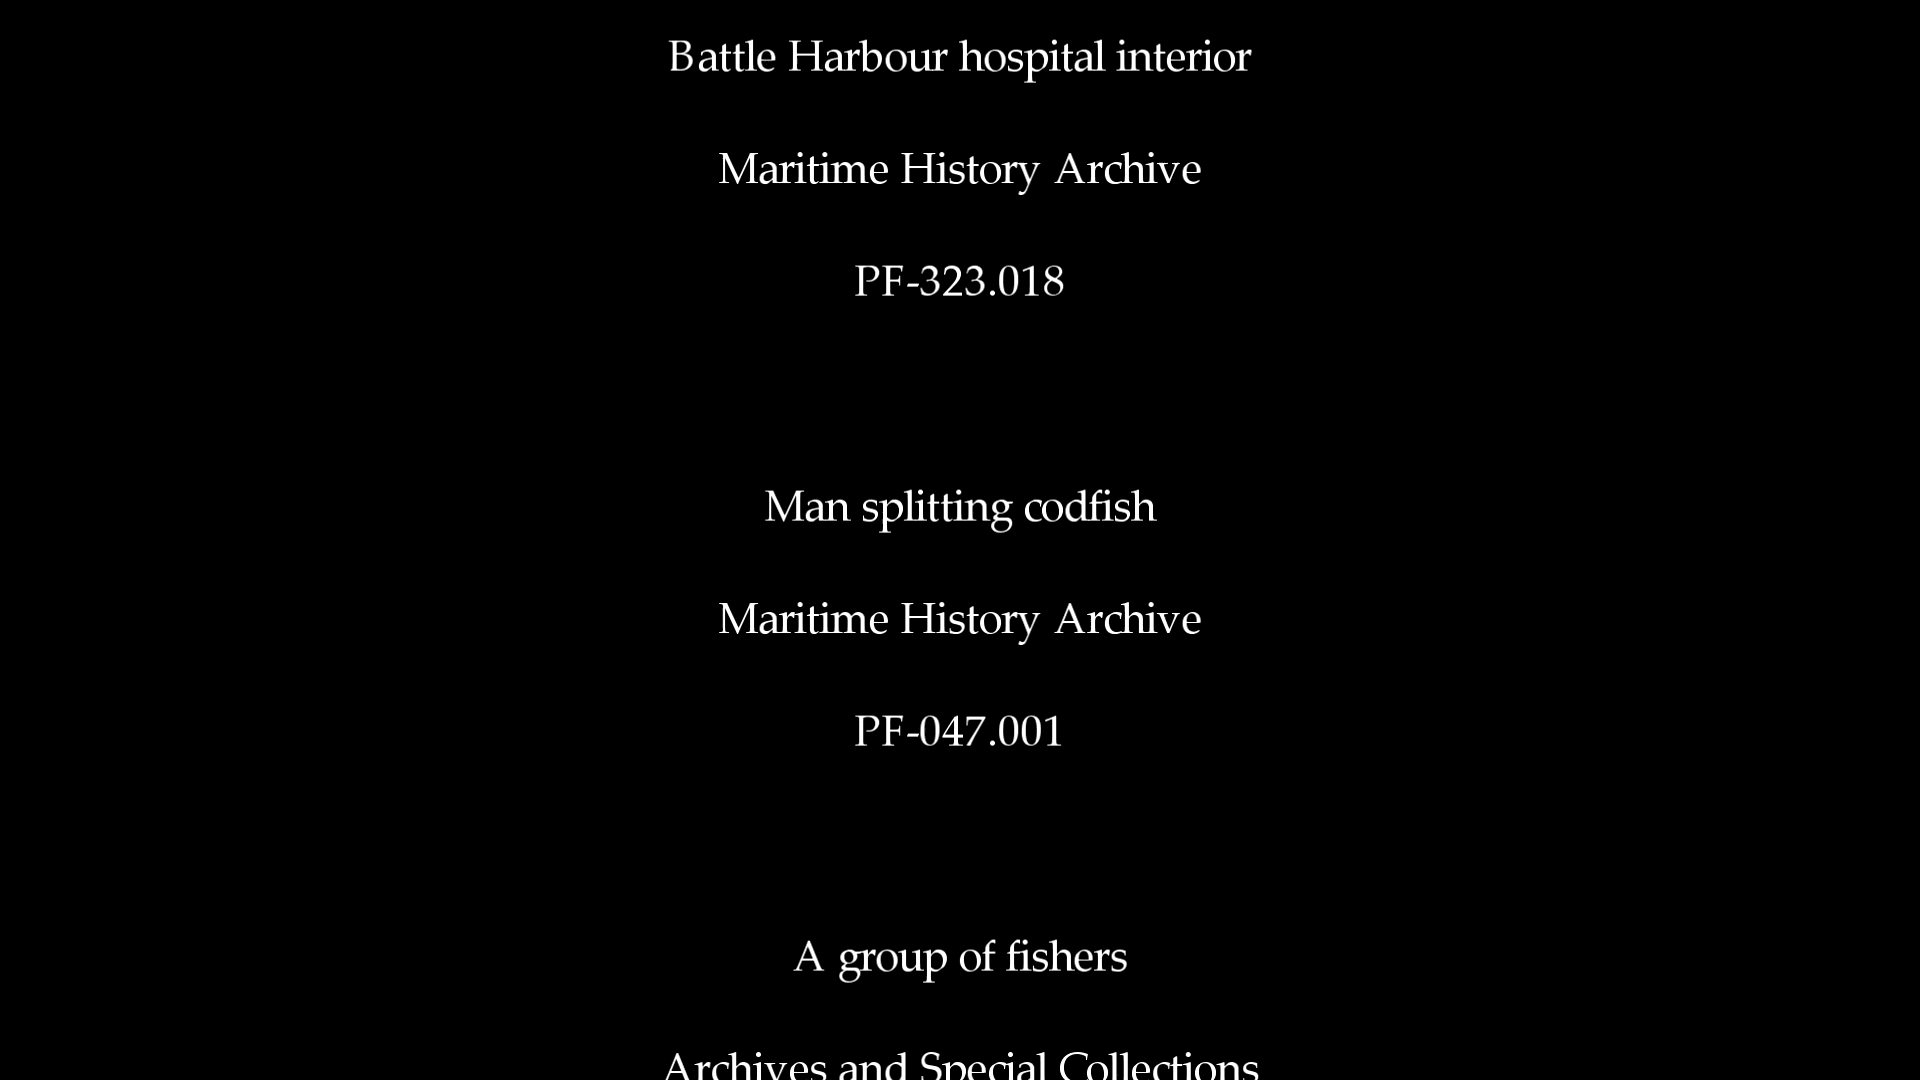 Battle Harbour hospital interior
Maritime History Archive
PF-323.018
Man splitting codfish
Maritime History Archive
PF-047.001
A group of fishers
Archives and Special Collections